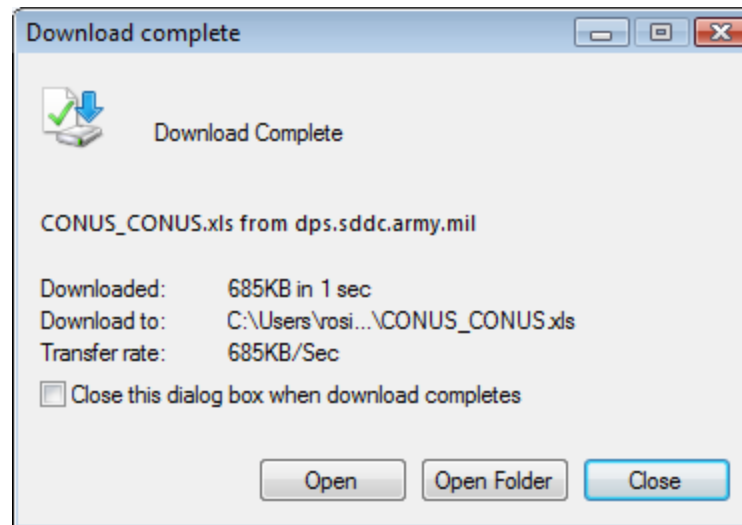 Download complete
Download Complete
CONUS_CONUS.xls from dps.sddc.army.mil
Downloaded: 685KB in 1 sec
Download to: C:\Users\rosi...\CONUS_CONUS.xls
Transfer rate: 685KB/Sec
Close this dialog box when download completes
Open Open Folder Close